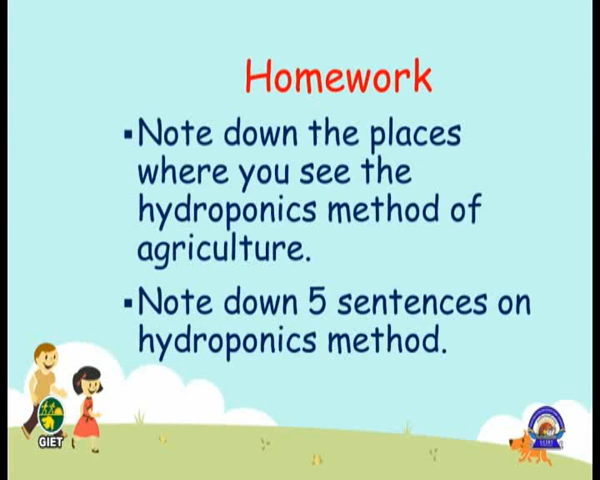 Homework
▪Note down the places
where you see the
hydroponics method of
agriculture.
▪Note down 5 sentences on
hydroponics method.
GIET